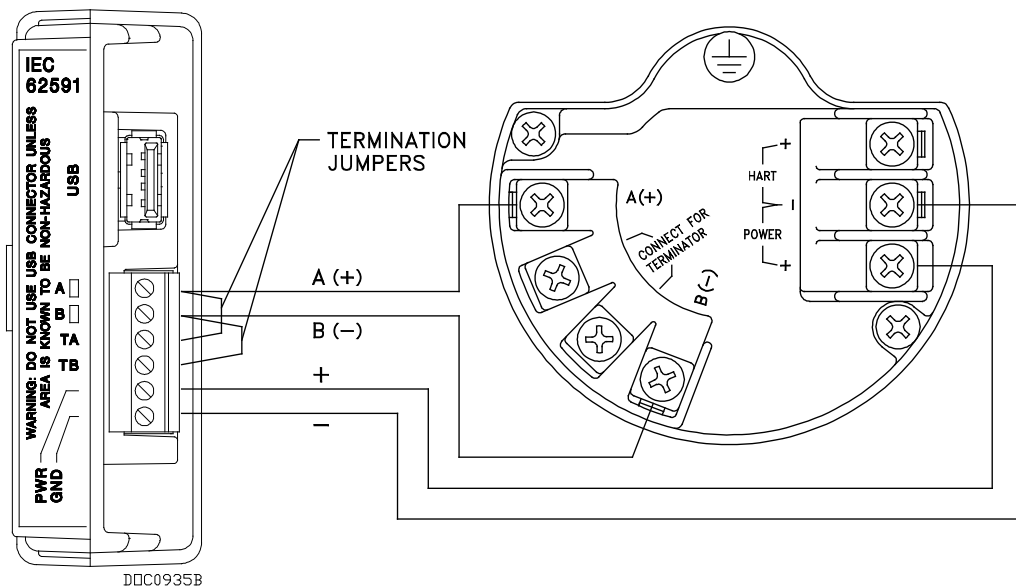 IEC
62591
WARNING: DO NOT USE USB CONNECTOR UNLESS
AREA IS KNOWN TO BE NON-HAZARDOUS
USB
A
B
TA
TB
PWR
GND
TERMINATION
JUMPERS
A (+)
B (–)
+
–
A(+)
CONNECT FOR
TERMINATOR
B(–)
+
HART
–
POWER
+
DOC0935B